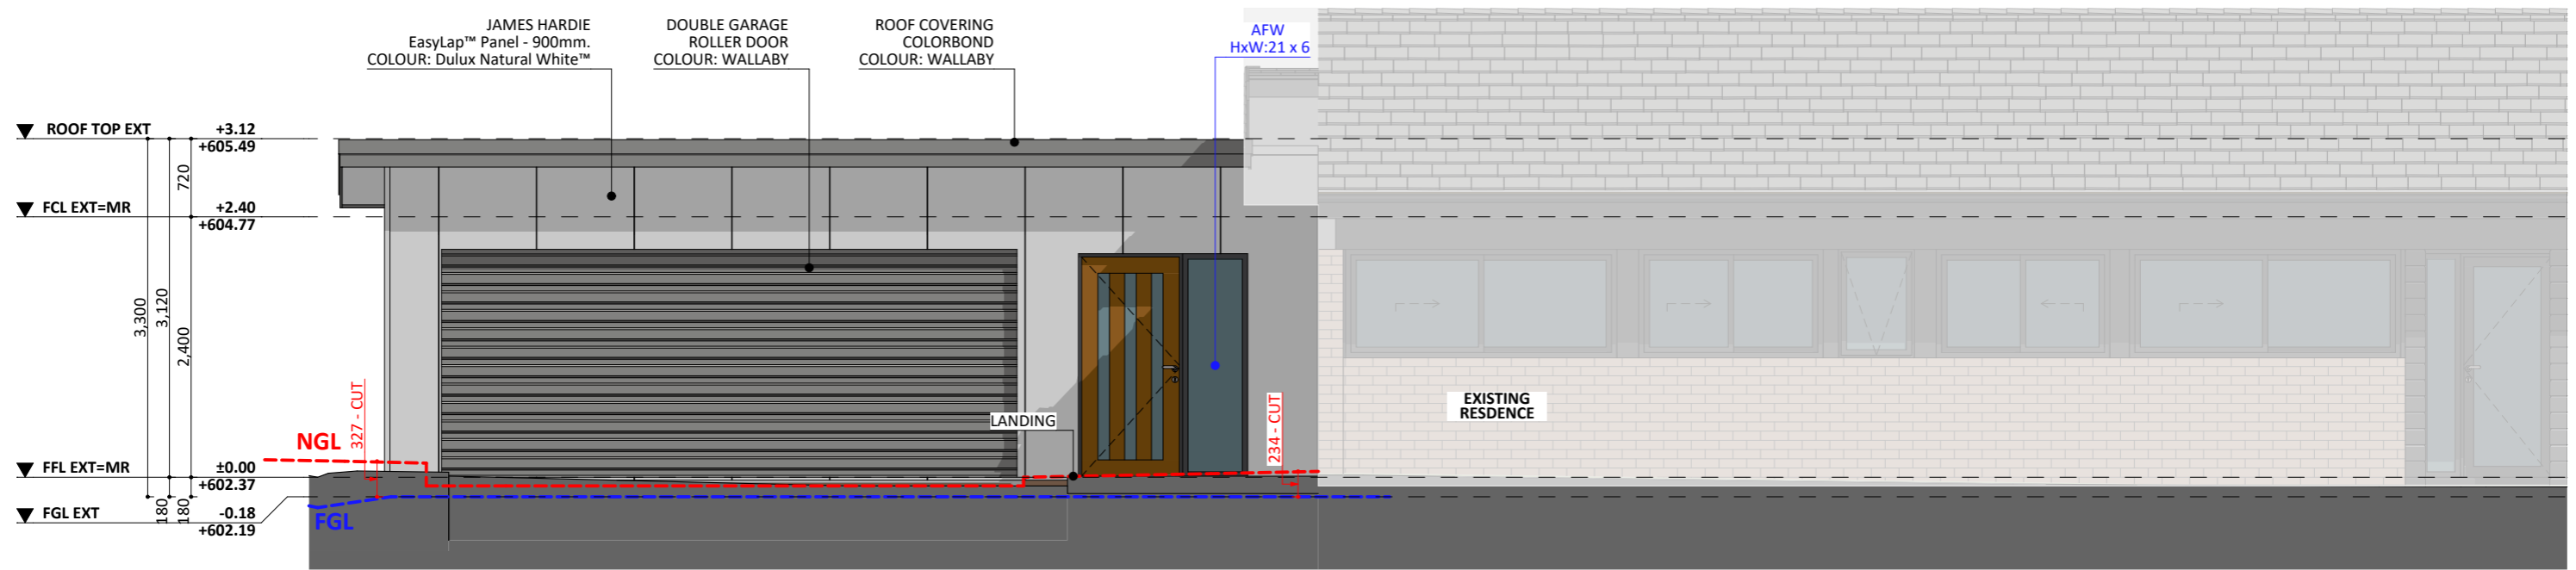 JAMES HARDIE
EasyLap™ Panel - 900mm.
COLOUR: Dulux Natural White™
DOUBLE GARAGE
ROLLER DOOR
COLOUR: WALLABY
ROOF COVERING
COLORBOND
COLOUR: WALLABY
AFW
HxW:21 x 6
ROOF TOP EXT
+3.12
+605.49
720
FCL EXT=MR
+2.40
+604.77
3,300
3,120
2,400
327 - CUT
NGL
LANDING
234 - CUT
EXISTING
RESDENCE
FFL EXT=MR
±0.00
+602.37
180
180
FGL EXT
-0.18
+602.19
FGL